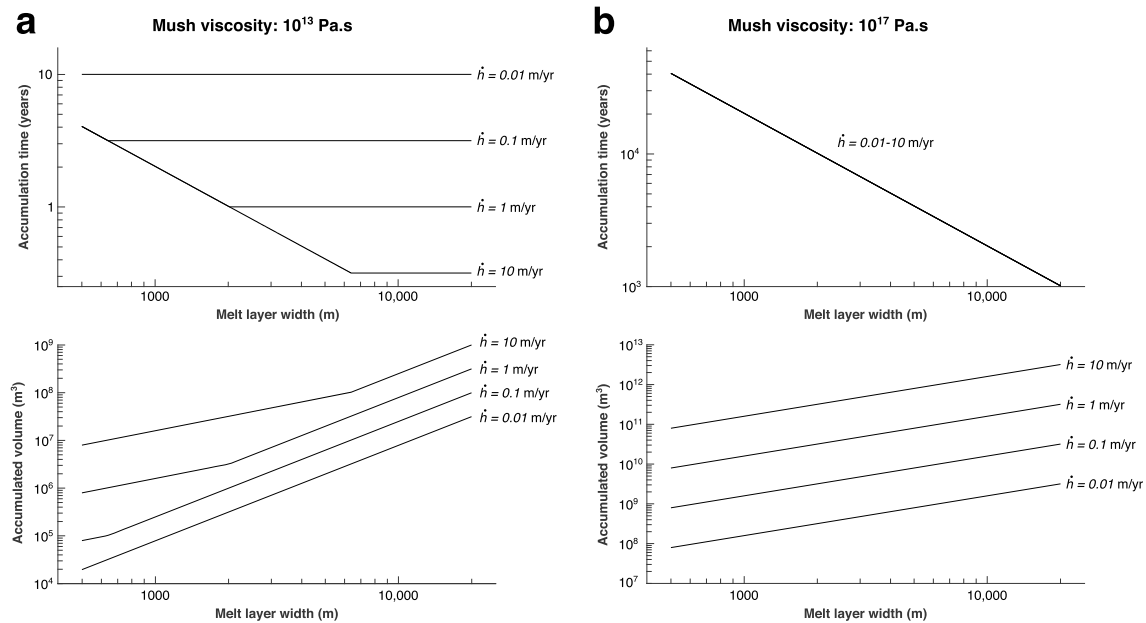 a
Mush viscosity: 10¹³ Pa.s
Accumulation time (years)
10
1
ḣ = 0.01 m/yr
ḣ = 0.1 m/yr
ḣ = 1 m/yr
ḣ = 10 m/yr
1000
10,000
Melt layer width (m)
Accumulated volume (m³)
10⁹
10⁸
10⁷
10⁶
10⁵
10⁴
ḣ = 10 m/yr
ḣ = 1 m/yr
ḣ = 0.1 m/yr
ḣ = 0.01 m/yr
1000
10,000
Melt layer width (m)
b
Mush viscosity: 10¹⁷ Pa.s
Accumulation time (years)
10⁴
10³
ḣ = 0.01-10 m/yr
1000
10,000
Melt layer width (m)
Accumulated volume (m³)
10¹³
10¹²
10¹¹
10¹⁰
10⁹
10⁸
10⁷
ḣ = 10 m/yr
ḣ = 1 m/yr
ḣ = 0.1 m/yr
ḣ = 0.01 m/yr
1000
10,000
Melt layer width (m)